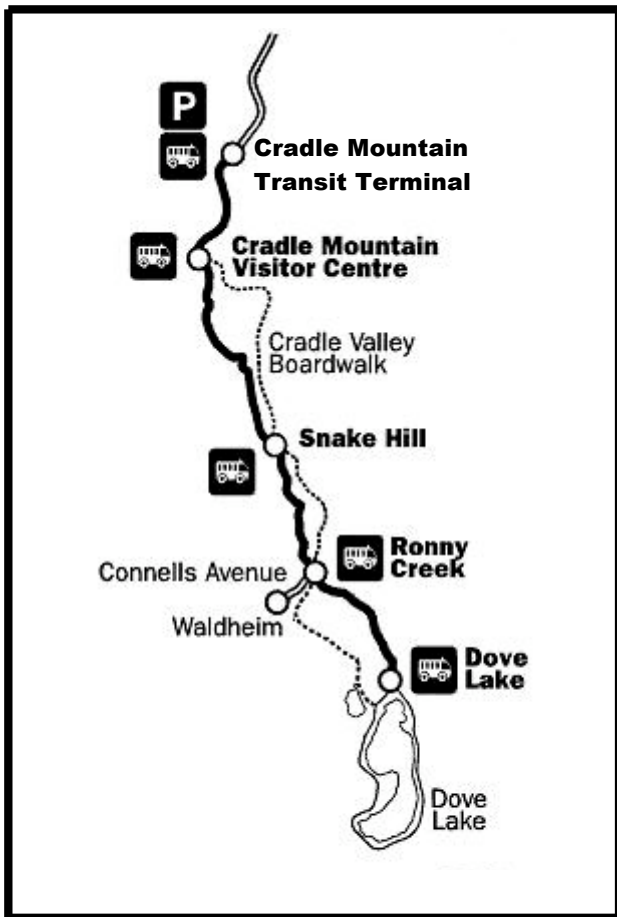 P
Cradle Mountain
Transit Terminal
Cradle Mountain
Visitor Centre
Cradle Valley
Boardwalk
Snake Hill
Ronny
Creek
Connells Avenue
Waldheim
Dove
Lake
Dove
Lake